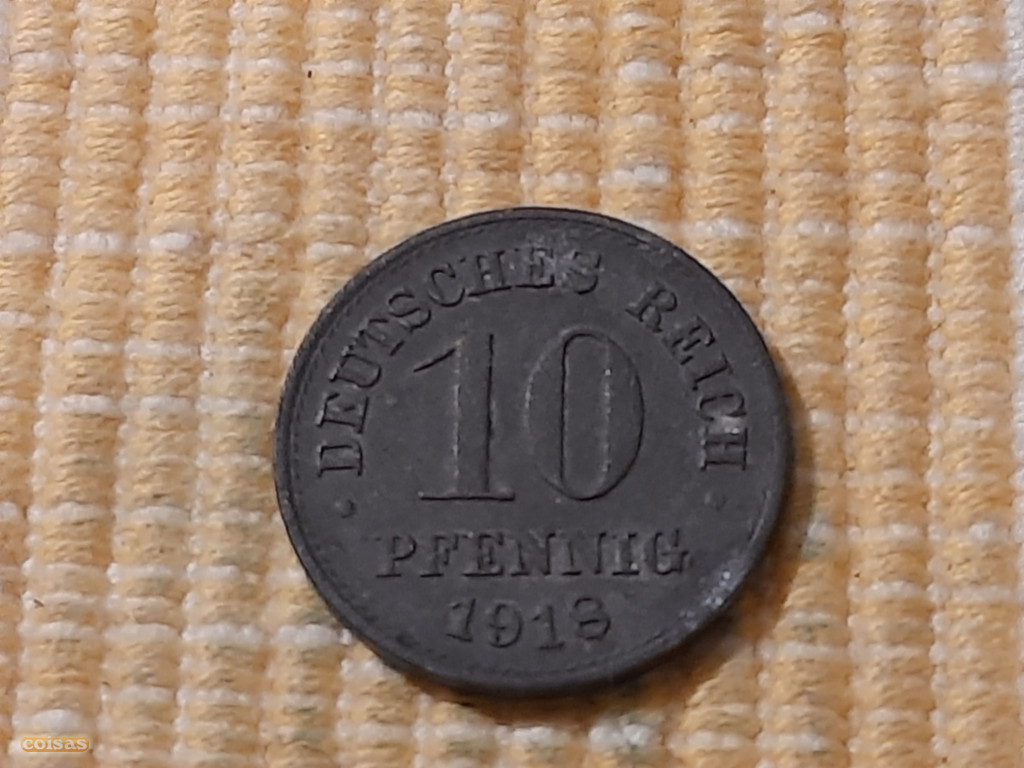 DEUTSCHES REICH
10
PFENNIG
1918
coisas